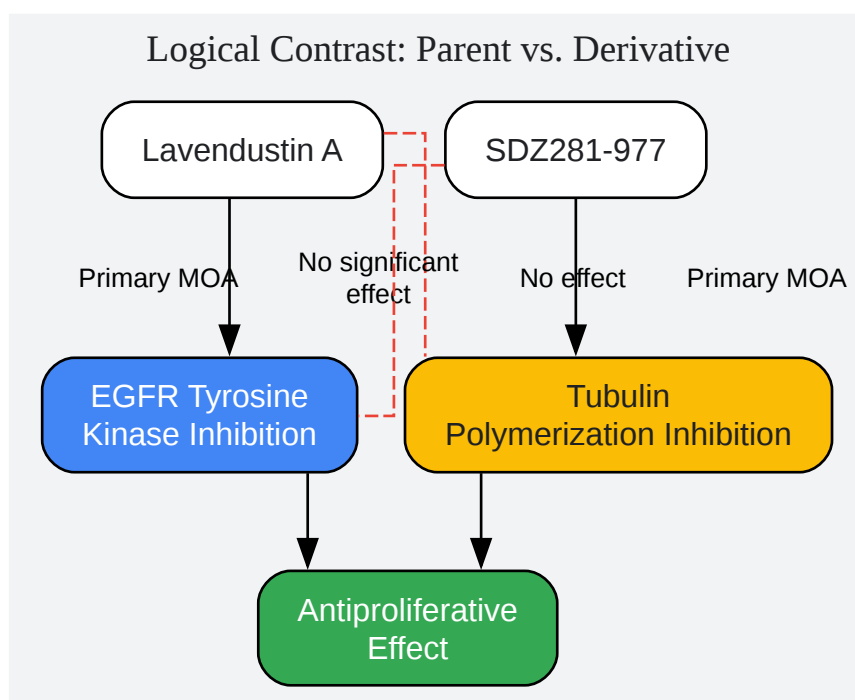 Logical Contrast: Parent vs. Derivative
Lavendustin A
SDZ281-977
Primary MOA
No significant
effect
No effect
Primary MOA
EGFR Tyrosine
Kinase Inhibition
Tubulin
Polymerization Inhibition
Antiproliferative
Effect